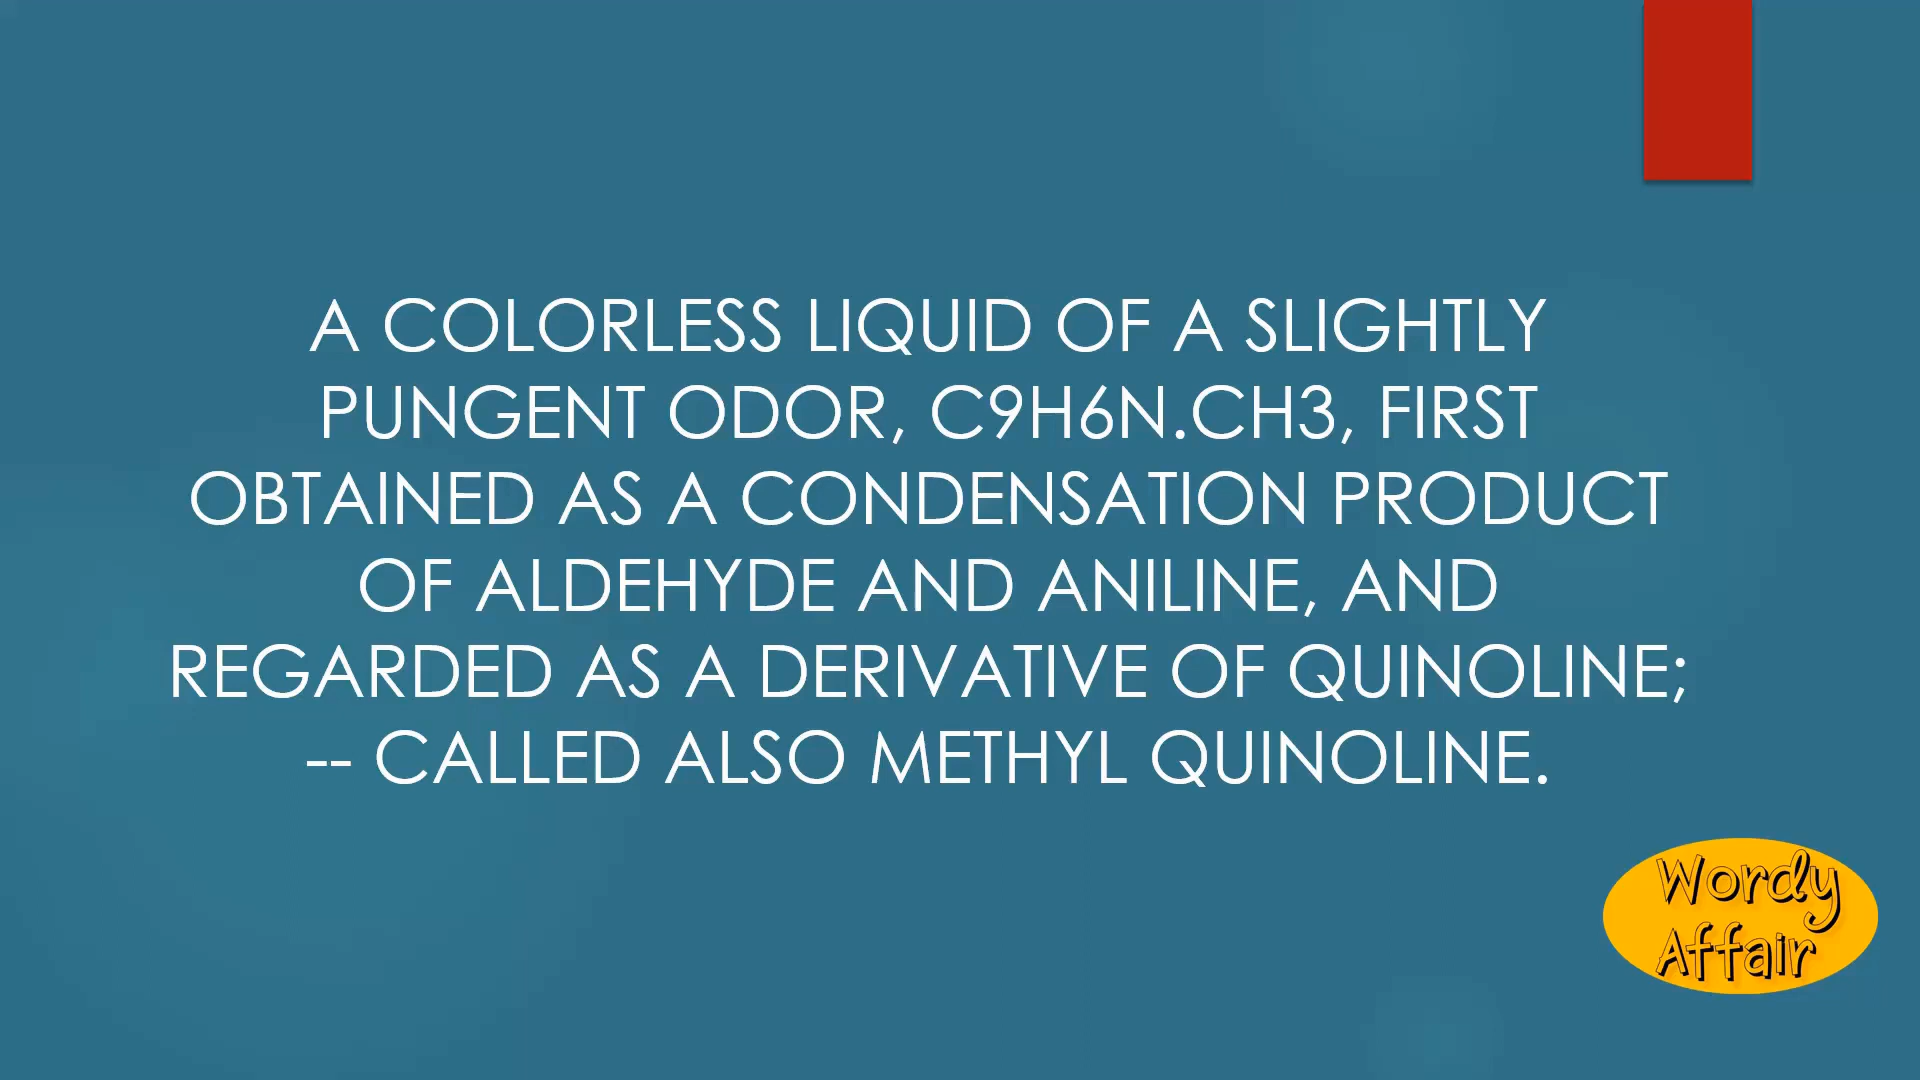 A COLORLESS LIQUID OF A SLIGHTLY
PUNGENT ODOR, C9H6N.CH3, FIRST
OBTAINED AS A CONDENSATION PRODUCT
OF ALDEHYDE AND ANILINE, AND
REGARDED AS A DERIVATIVE OF QUINOLINE;
-- CALLED ALSO METHYL QUINOLINE.
Wordy
Affair